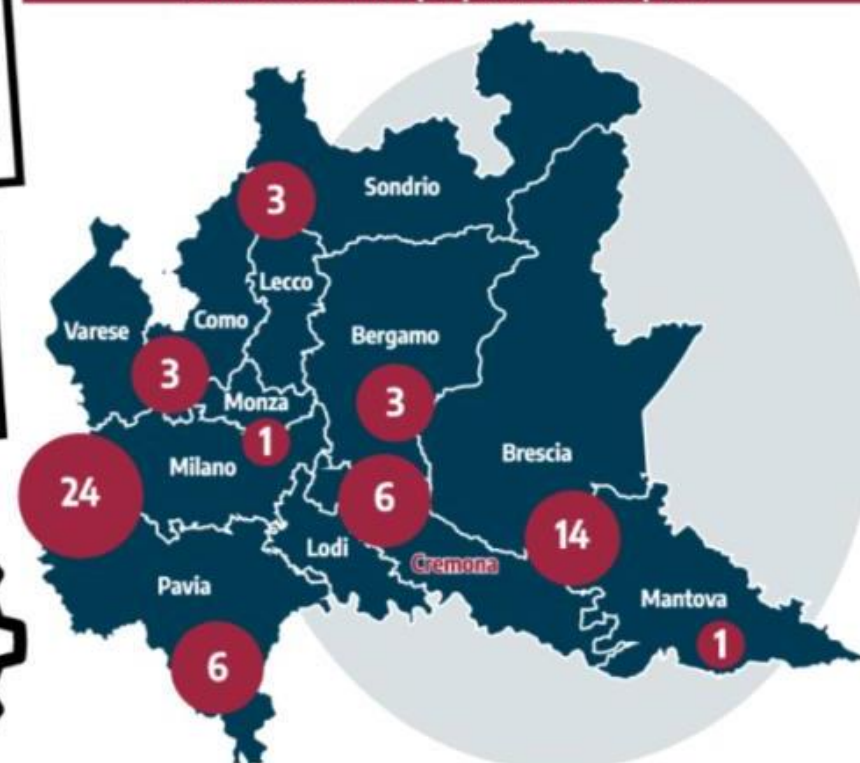 3
Sondrio
Lecco
Varese
Como
Bergamo
3
Monza
3
1
Milano
Brescia
24
6
14
Lodi
Cremona
Pavia
Mantova
1
6